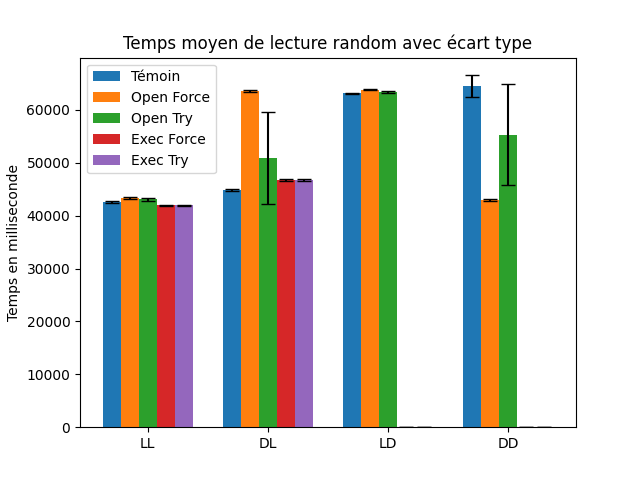 Temps moyen de lecture random avec écart type
Témoin
Open Force
Open Try
Exec Force
Exec Try
Temps en milliseconde
60000
50000
40000
30000
20000
10000
0
LL DL LD DD